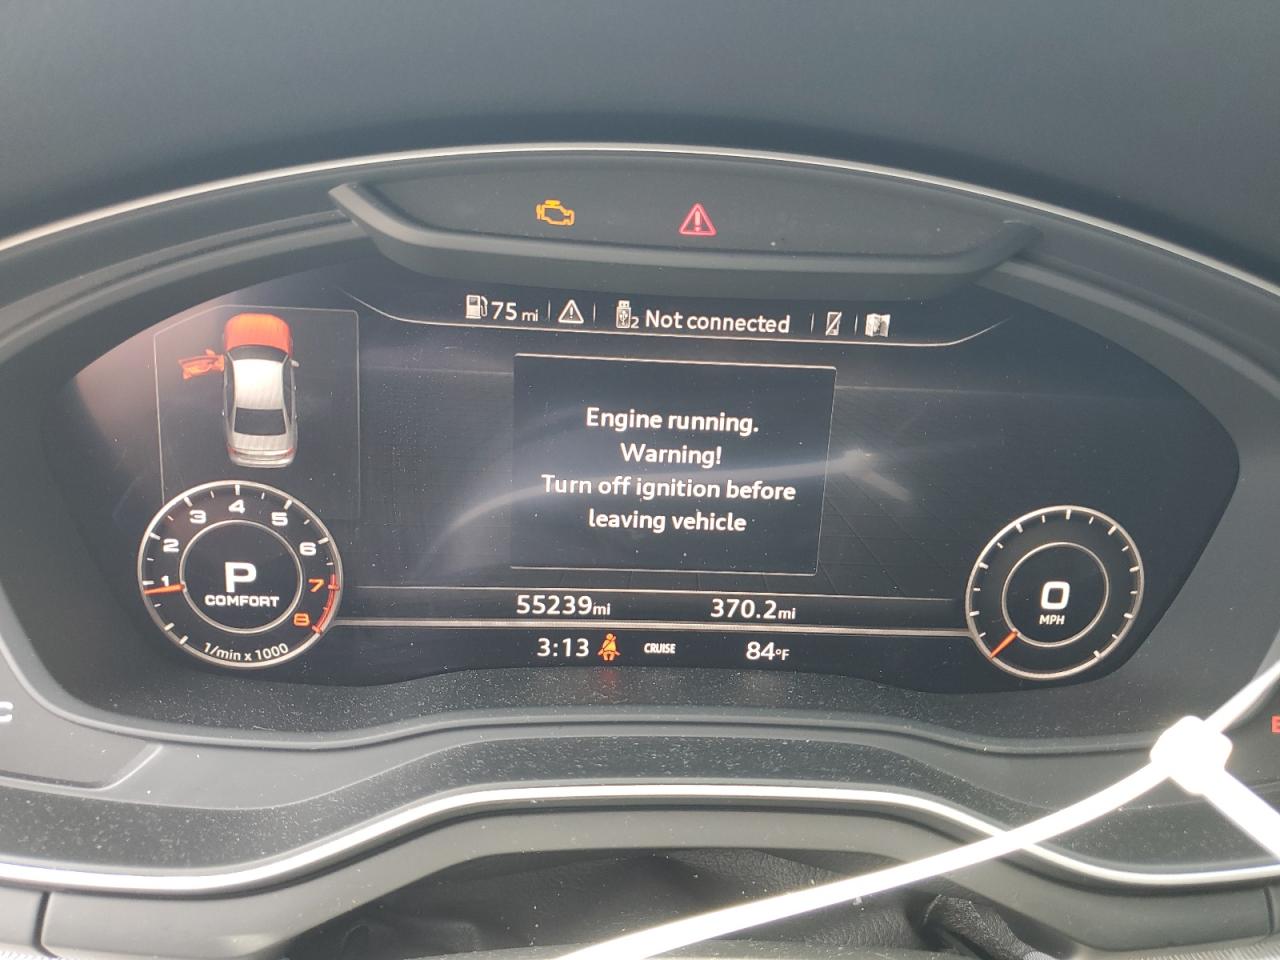 75 mi
2 Not connected
Engine running.
Warning!
Turn off ignition before
leaving vehicle
1 2 3 4 5 6 7 8
P
COMFORT
1/min x 1000
0
MPH
55239mi 370.2mi
3:13 CRUISE 84°F
C
E